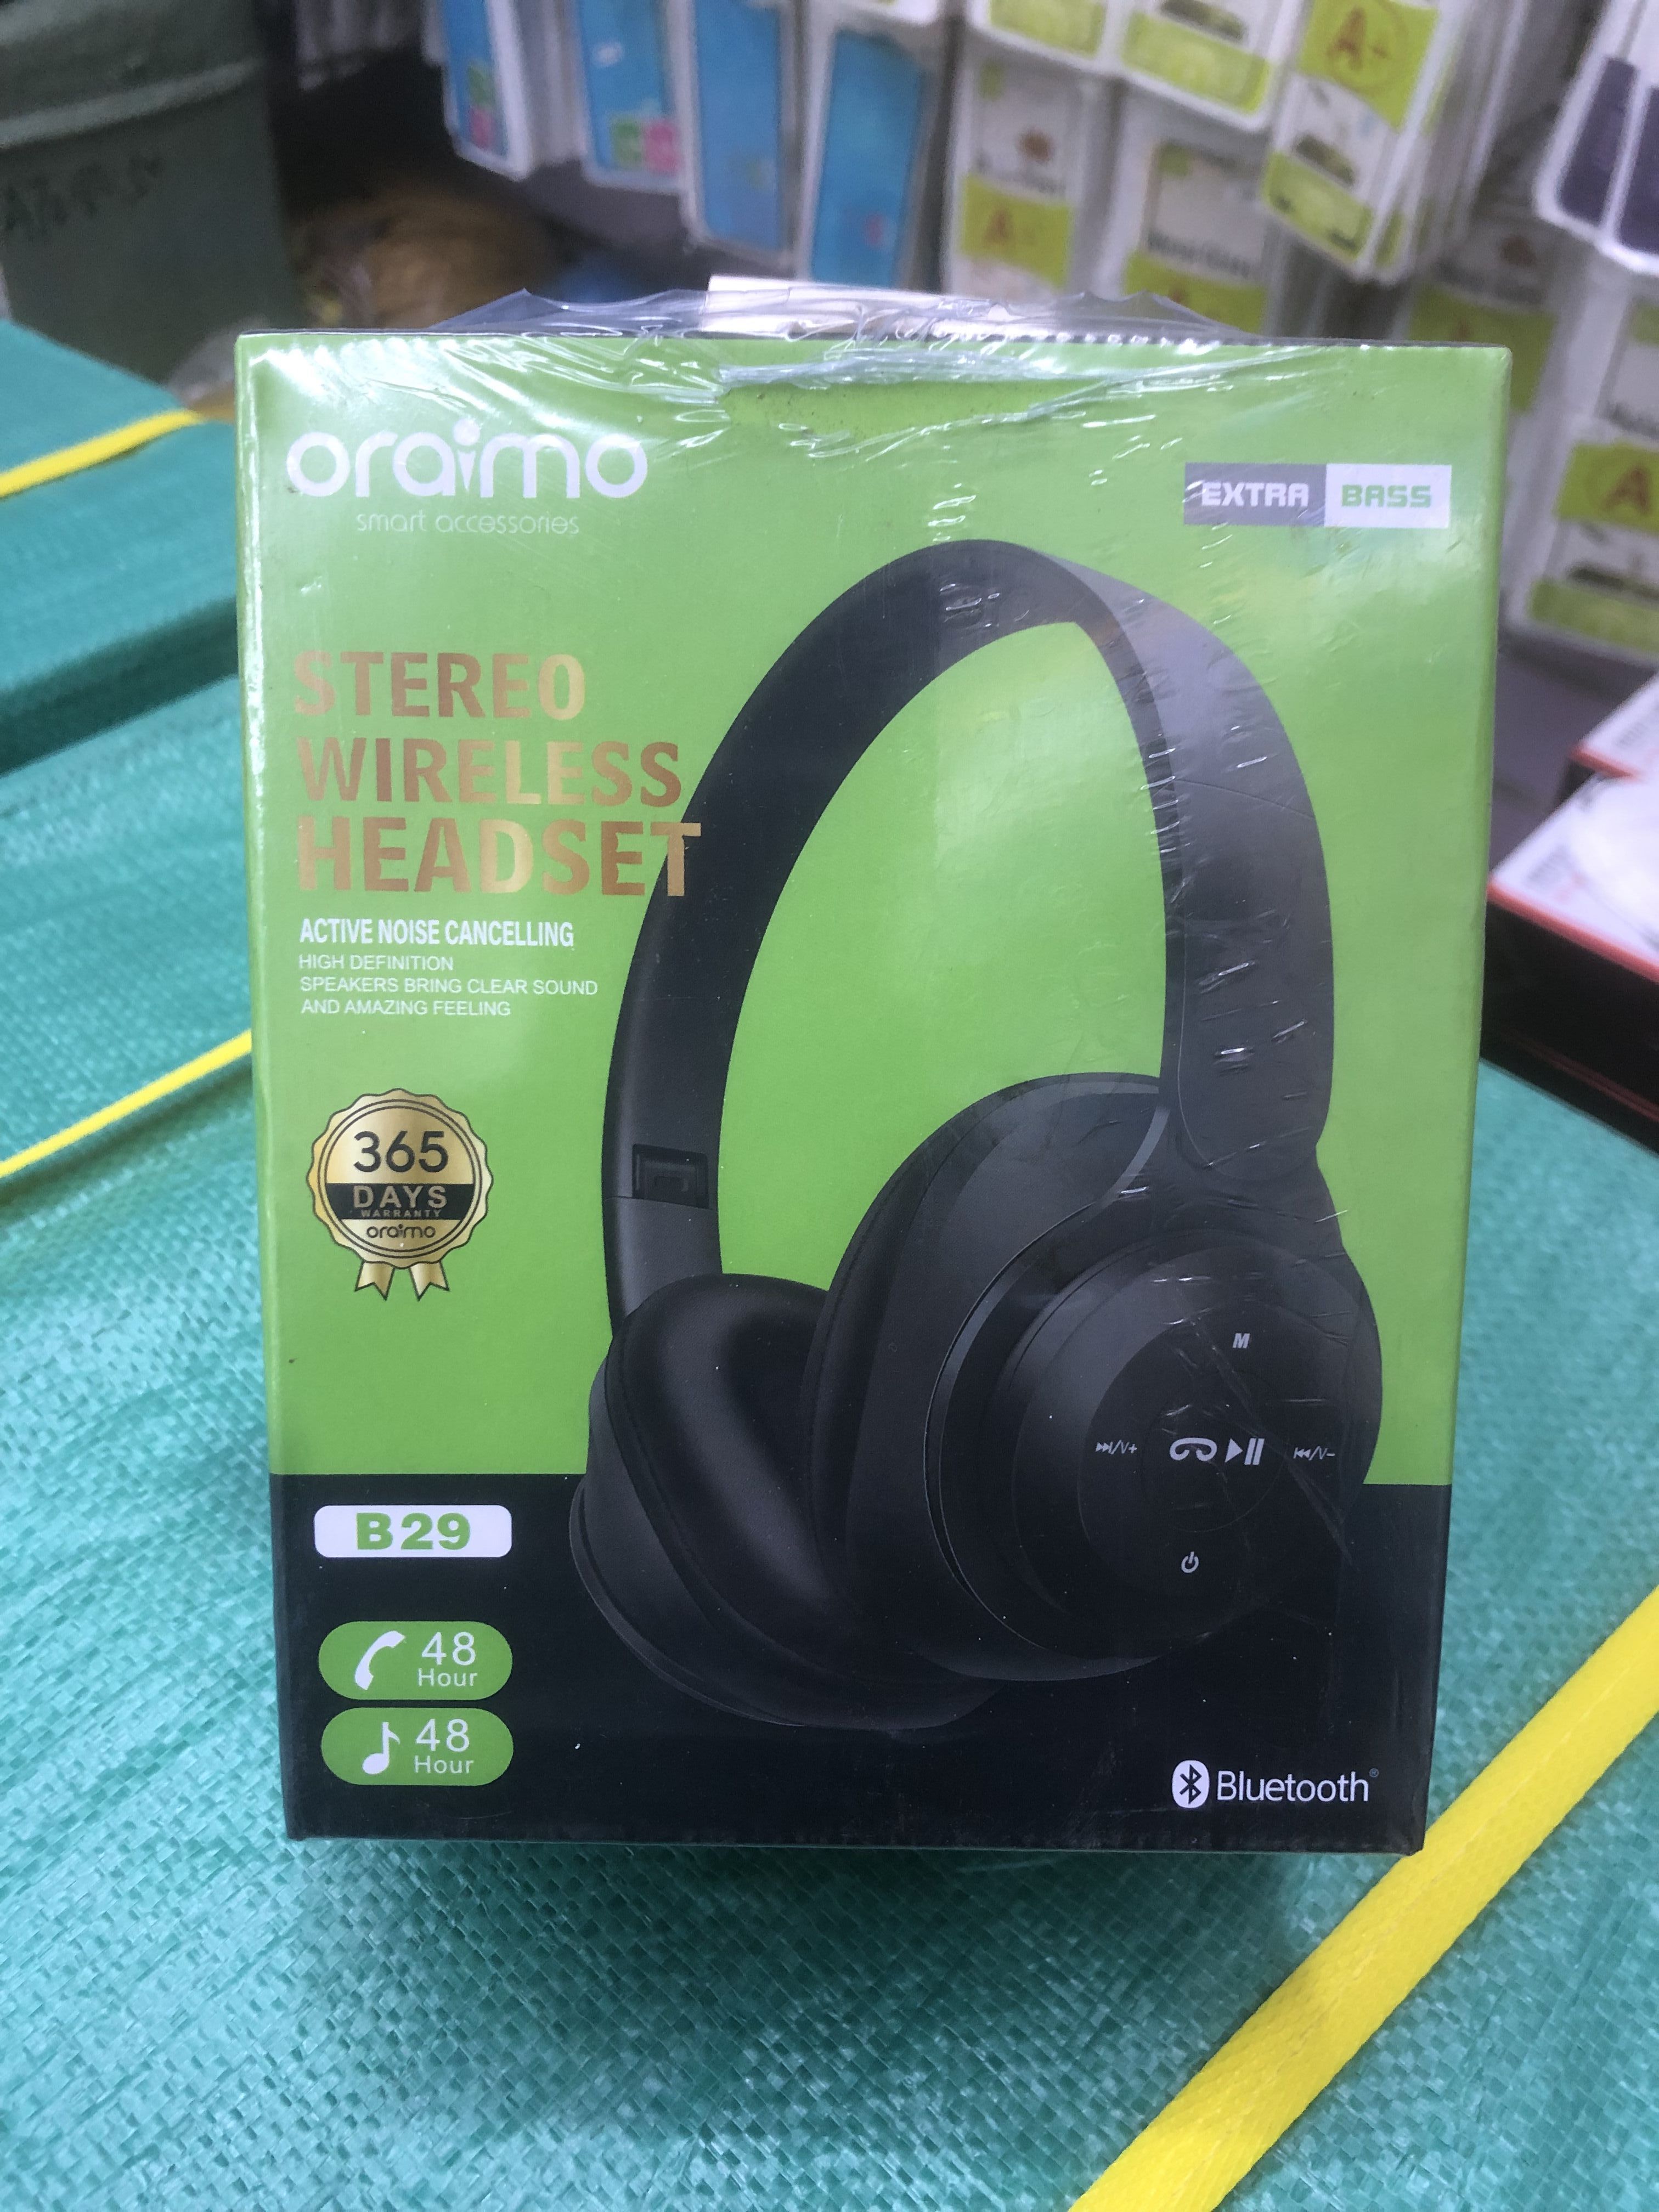 oraimo
smart accessories
EXTRA BASS
STEREO
WIRELESS
HEADSET
ACTIVE NOISE CANCELLING
HIGH DEFINITION
SPEAKERS BRING CLEAR SOUND
AND AMAZING FEELING
365
DAYS
WARRANTY
oraimo
M
V+
V-
B29
48
Hour
48
Hour
Bluetooth®
A+